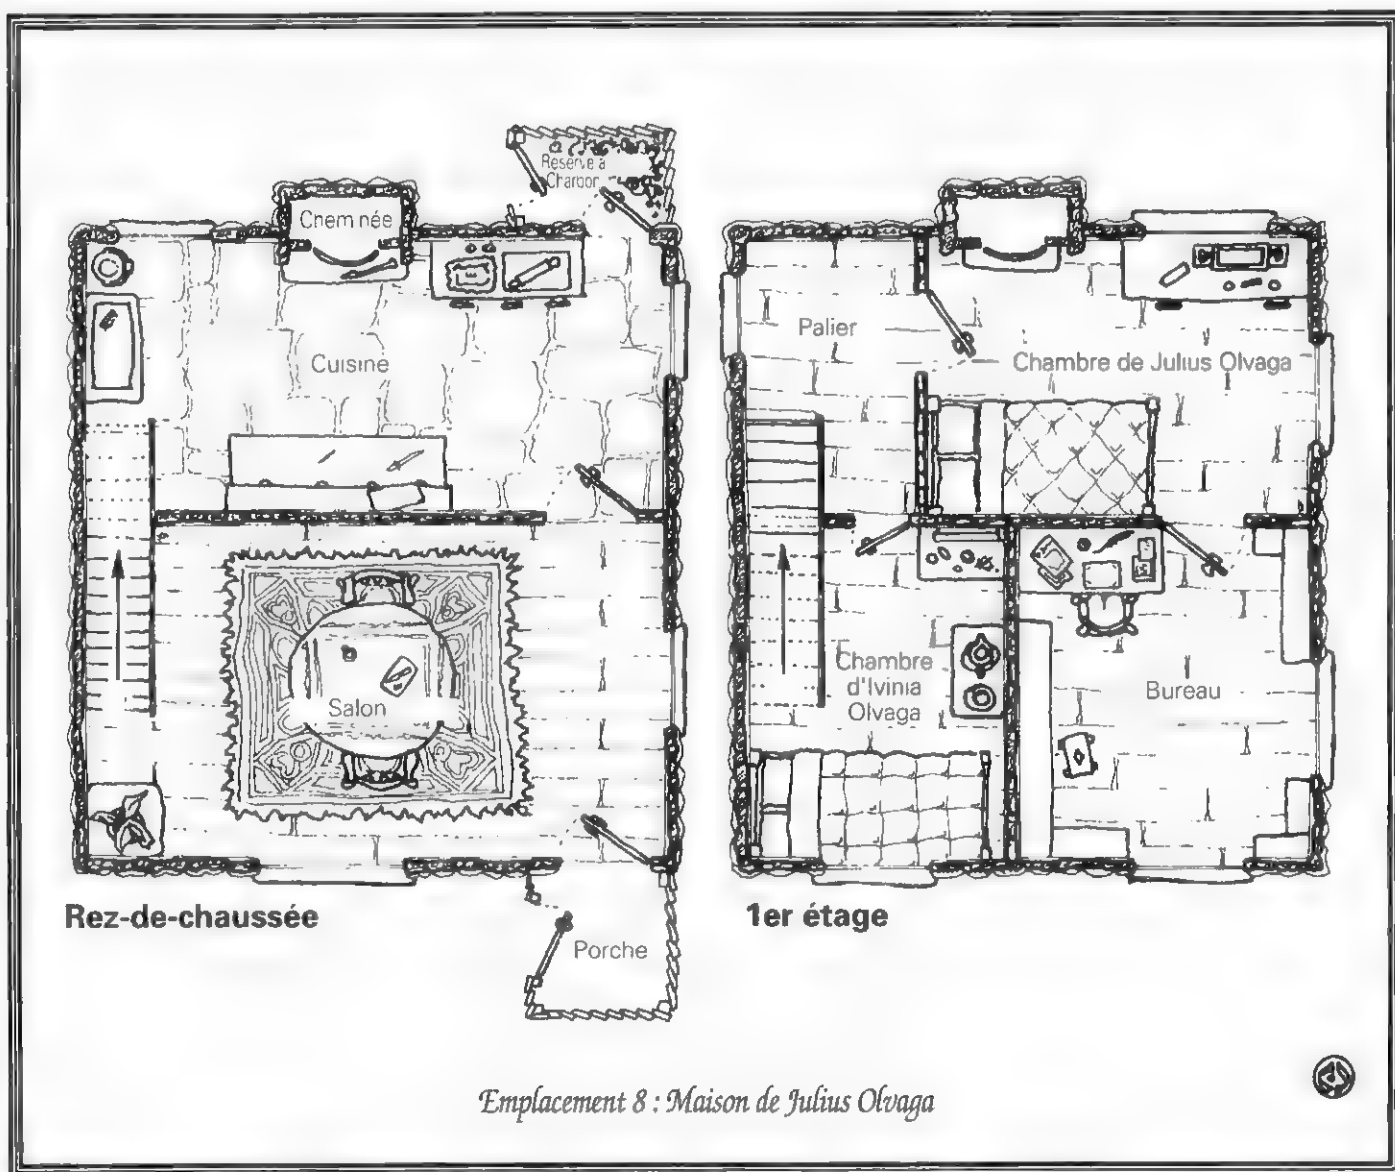 Réserve à
Charbon
Cheminée
Cuisine
Salon
Rez-de-chaussée
Porche
Palier
Chambre de Julius Olvaga
Chambre
d'Ivinia
Olvaga
Bureau
1er étage
Emplacement 8 : Maison de Julius Olvaga